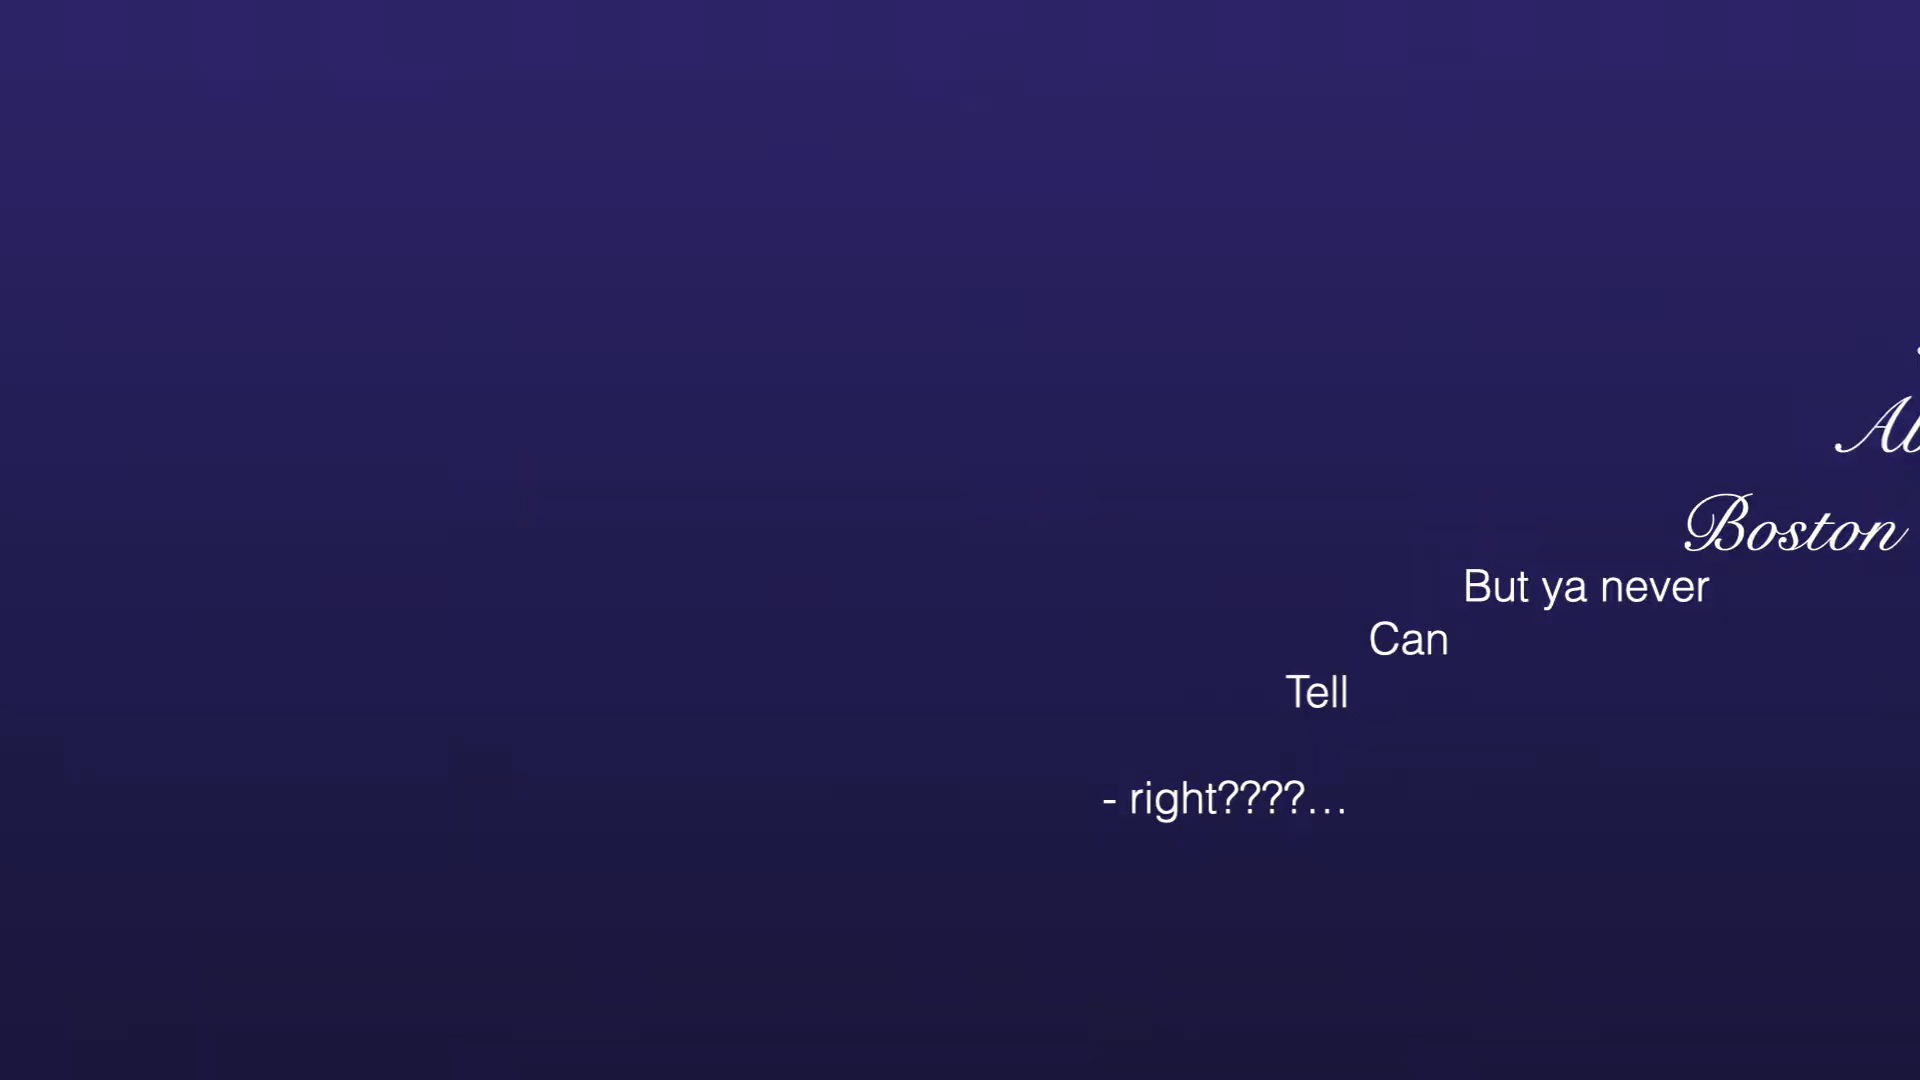 Boston
But ya never
Can
Tell
- right????…